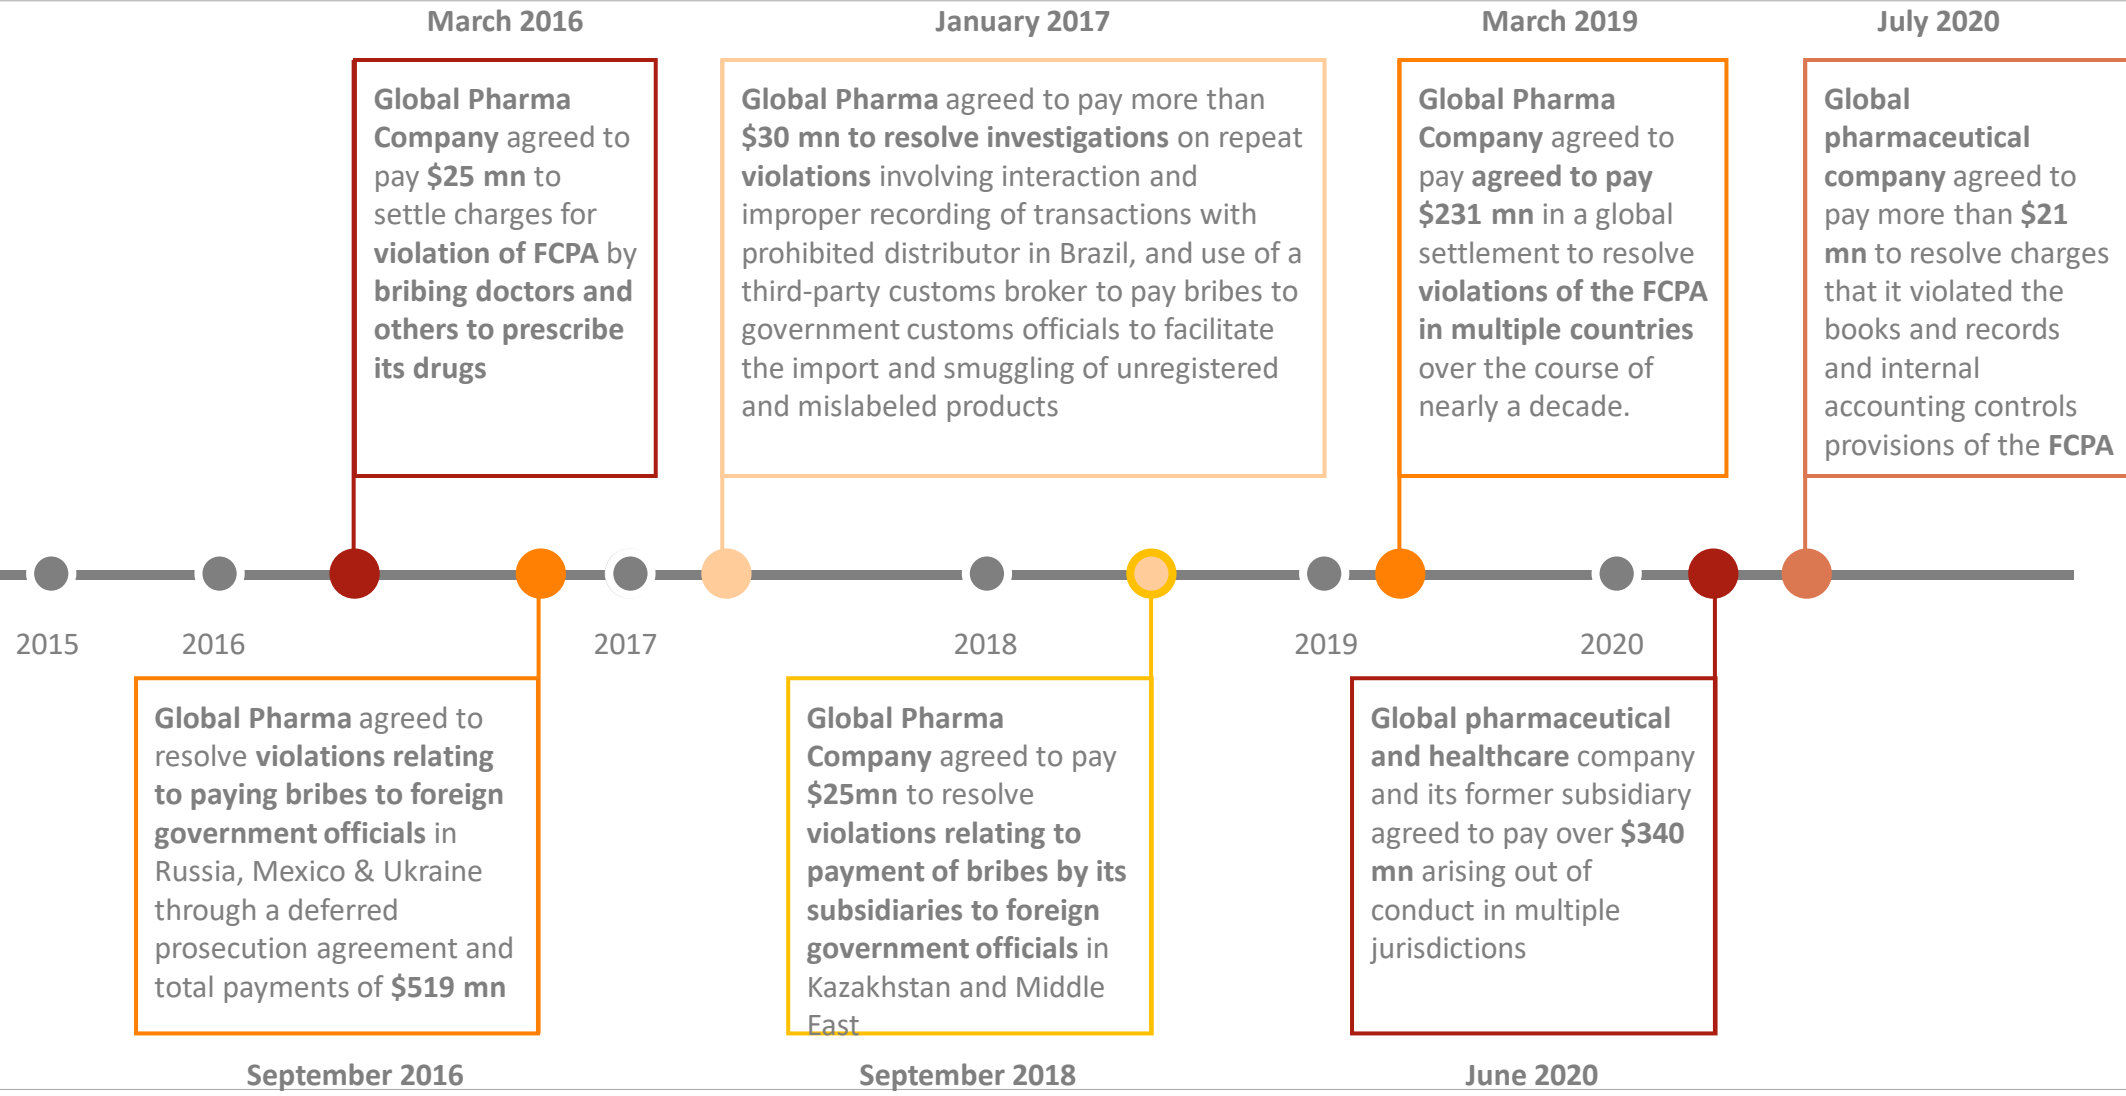 March 2016
January 2017
March 2019
July 2020
Global Pharma
Company agreed to
pay $25 mn to
settle charges for
violation of FCPA by
bribing doctors and
others to prescribe
its drugs
Global Pharma agreed to pay more than
$30 mn to resolve investigations on repeat
violations involving interaction and
improper recording of transactions with
prohibited distributor in Brazil, and use of a
third-party customs broker to pay bribes to
government customs officials to facilitate
the import and smuggling of unregistered
and mislabeled products
Global Pharma
Company agreed to
pay agreed to pay
$231 mn in a global
settlement to resolve
violations of the FCPA
in multiple countries
over the course of
nearly a decade.
Global
pharmaceutical
company agreed to
pay more than $21
mn to resolve charges
that it violated the
books and records
and internal
accounting controls
provisions of the FCPA
2015
2016
2017
2018
2019
2020
Global Pharma agreed to
resolve violations relating
to paying bribes to foreign
government officials in
Russia, Mexico & Ukraine
through a deferred
prosecution agreement and
total payments of $519 mn
Global Pharma
Company agreed to pay
$25mn to resolve
violations relating to
payment of bribes by its
subsidiaries to foreign
government officials in
Kazakhstan and Middle
East
Global pharmaceutical
and healthcare company
and its former subsidiary
agreed to pay over $340
mn arising out of
conduct in multiple
jurisdictions
September 2016
September 2018
June 2020